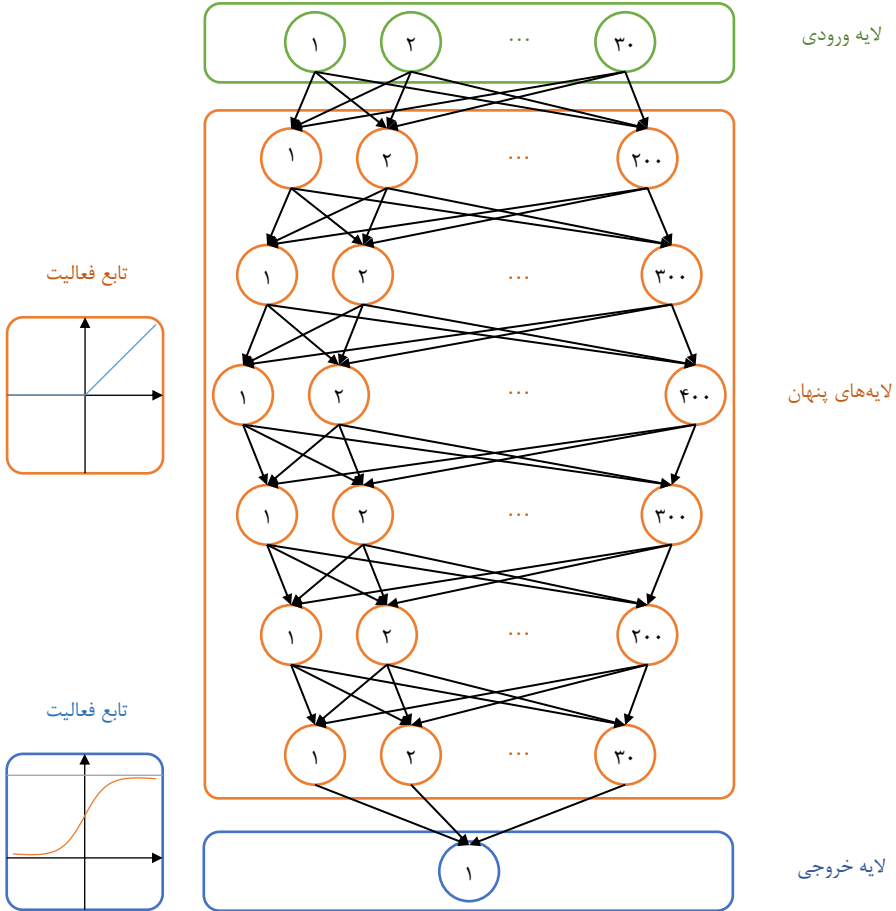 ۱ ۲ ... ۳۰
لایه ورودی
۱ ۲ ... ۲۰۰
۱ ۲ ... ۳۰۰
تابع فعالیت
۱ ۲ ... ۴۰۰
لایه‌های پنهان
۱ ۲ ... ۳۰۰
۱ ۲ ... ۲۰۰
تابع فعالیت
۱ ۲ ... ۳۰
۱
لایه خروجی